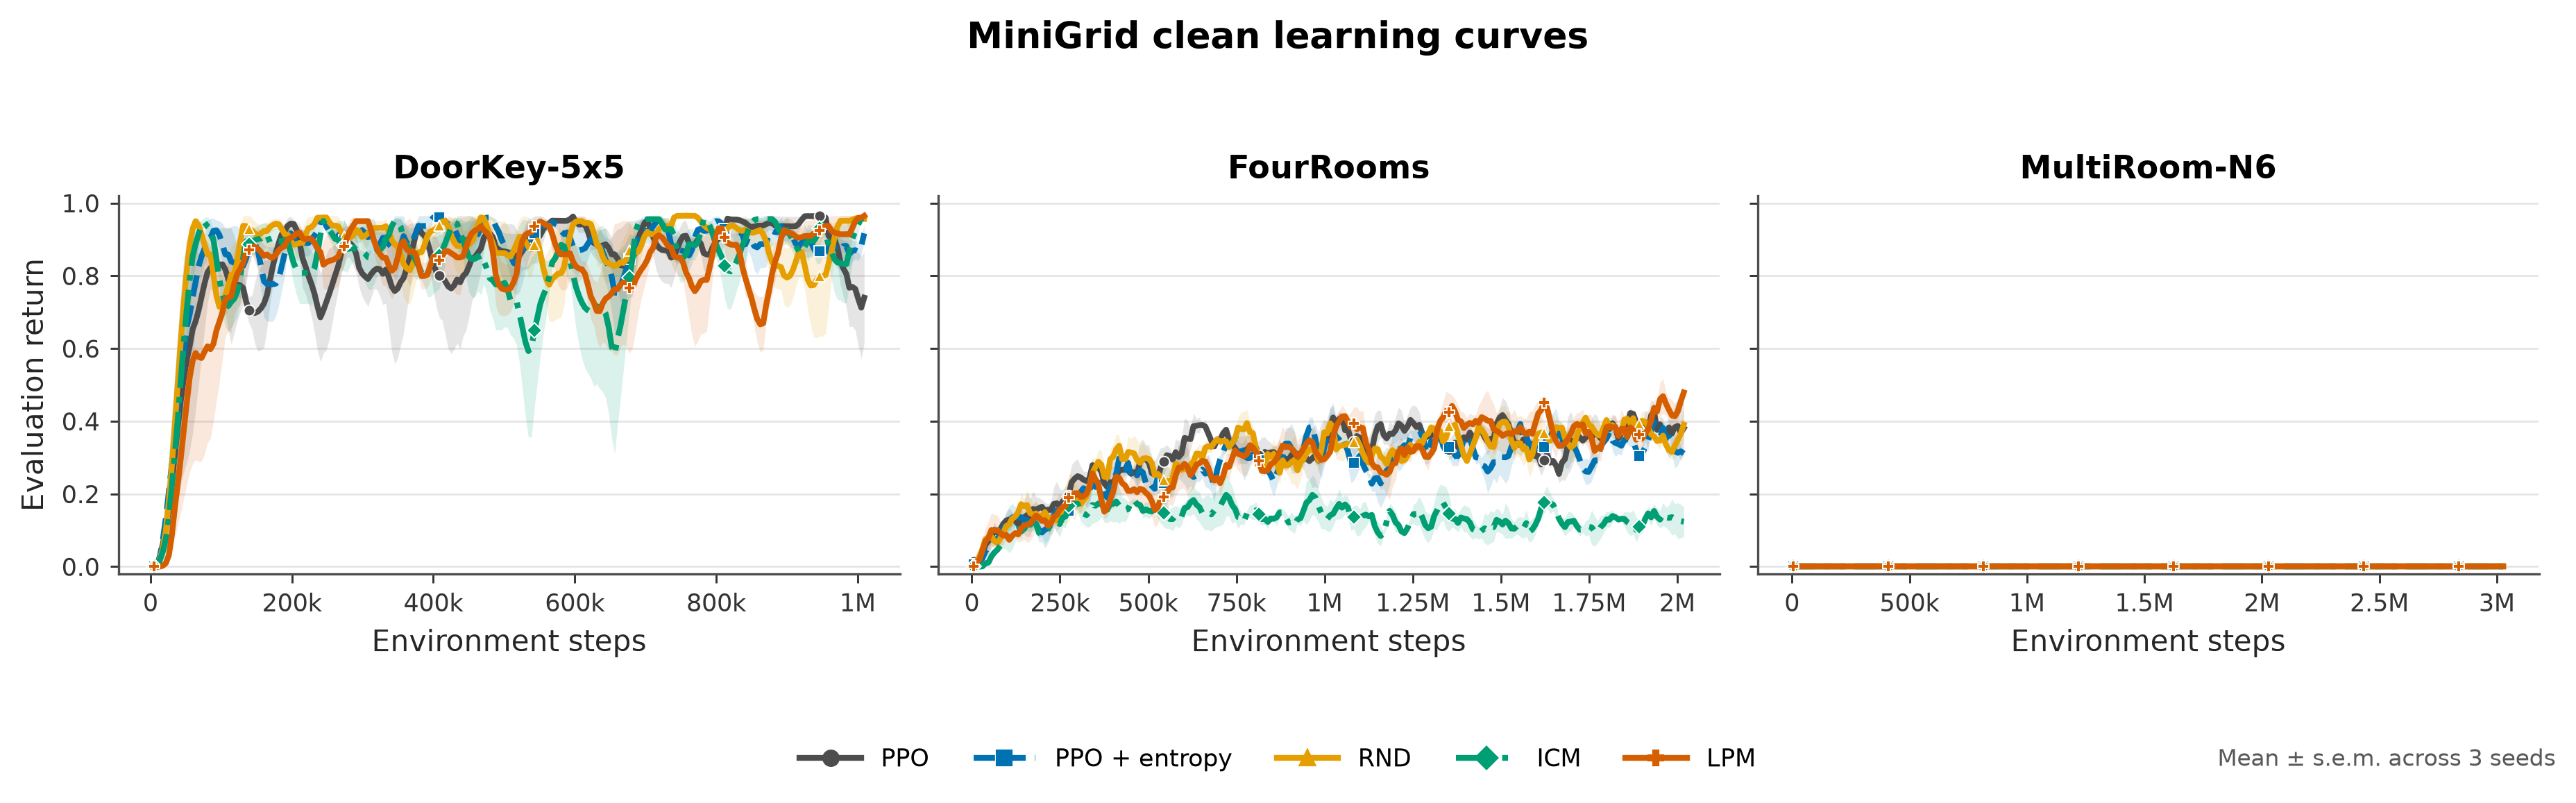 MiniGrid clean learning curves
DoorKey-5x5
FourRooms
MultiRoom-N6
Evaluation return
1.0
0.8
0.6
0.4
0.2
0.0
0 200k 400k 600k 800k 1M
0 250k 500k 750k 1M 1.25M 1.5M 1.75M 2M
0 500k 1M 1.5M 2M 2.5M 3M
Environment steps
Environment steps
Environment steps
PPO PPO + entropy RND ICM LPM
Mean ± s.e.m. across 3 seeds